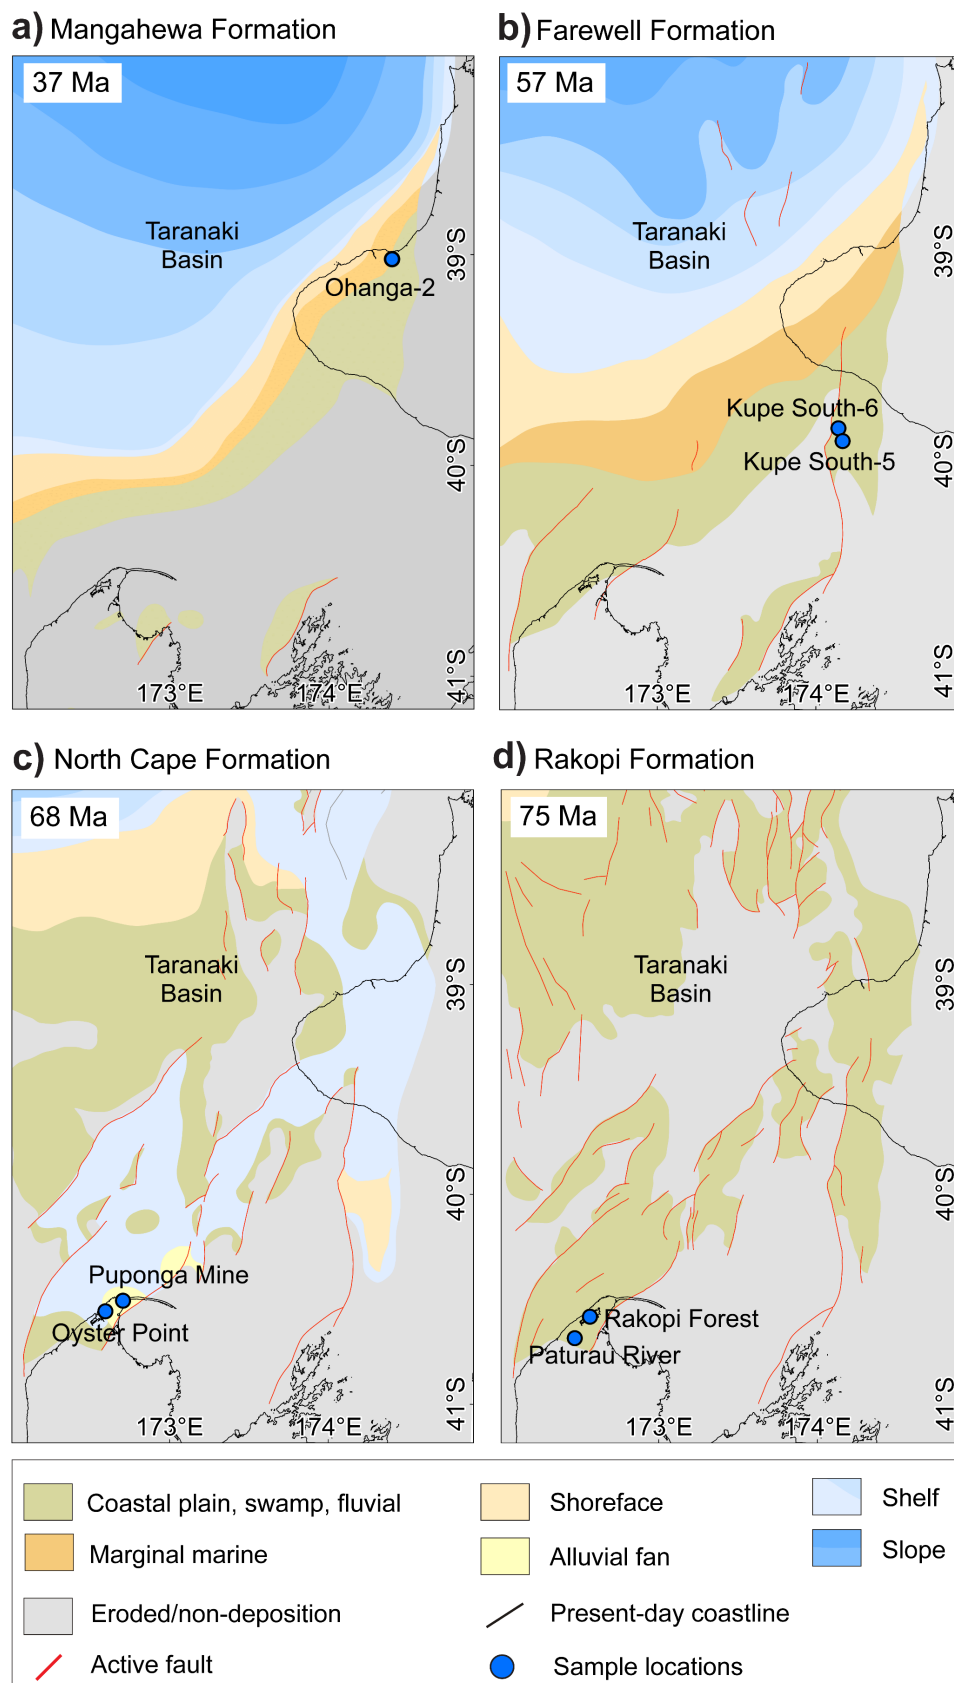 a) Mangahewa Formation
37 Ma
Taranaki
Basin
Ohanga-2
39°S
40°S
41°S
173°E
174°E
b) Farewell Formation
57 Ma
Taranaki
Basin
Kupe South-6
Kupe South-5
39°S
40°S
41°S
173°E
174°E
c) North Cape Formation
68 Ma
Taranaki
Basin
Puponga Mine
Oyster Point
39°S
40°S
41°S
173°E
174°E
d) Rakopi Formation
75 Ma
Taranaki
Basin
Rakopi Forest
Paturau River
39°S
40°S
41°S
173°E
174°E
Coastal plain, swamp, fluvial
Shoreface
Shelf
Marginal marine
Alluvial fan
Slope
Eroded/non-deposition
Present-day coastline
Active fault
Sample locations